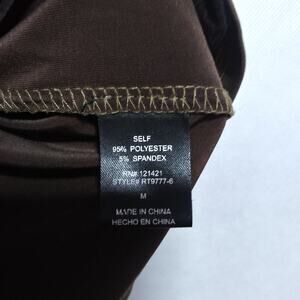 SELF
95% POLYESTER
5% SPANDEX
RN#:121421
STYLE# RT9777-6
M
MADE IN CHINA
HECHO EN CHINA